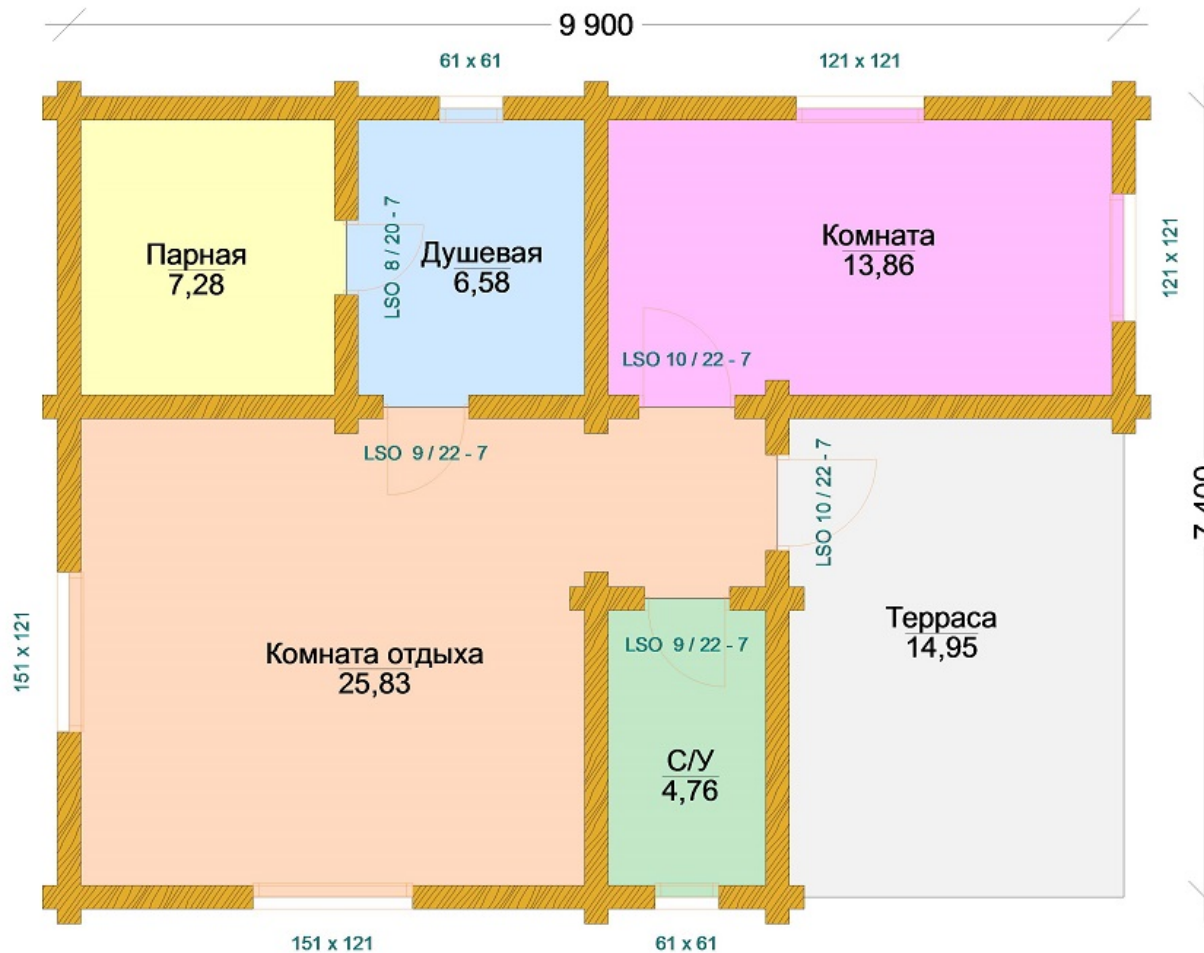 9 900
61 x 61
121 x 121
Парная
7,28
LSO 8 / 20 - 7
Душевая
6,58
Комната
13,86
121 x 121
LSO 10 / 22 - 7
LSO 9 / 22 - 7
LSO 10 / 22 - 7
7 400
151 x 121
Комната отдыха
25,83
LSO 9 / 22 - 7
Терраса
14,95
С/У
4,76
151 x 121
61 x 61